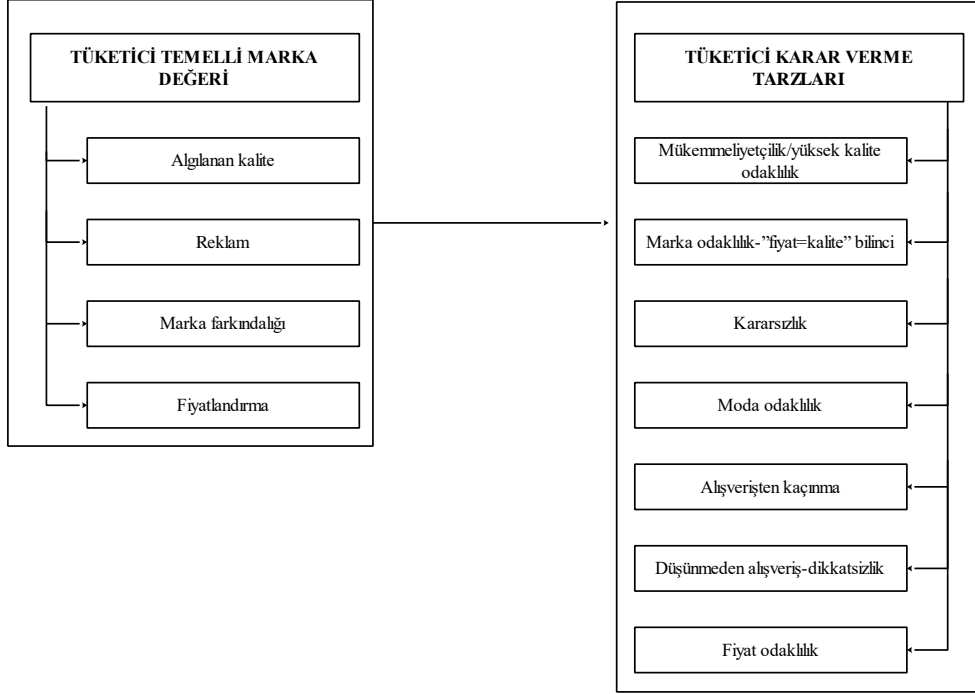 TÜKETİCİ TEMELLİ MARKA
DEĞERİ
Algılanan kalite
Reklam
Marka farkındalığı
Fiyatlandırma
TÜKETİCİ KARAR VERME
TARZLARI
Mükemmeliyetçilik/yüksek kalite
odaklılık
Marka odaklılık-”fiyat=kalite” bilinci
Kararsızlık
Moda odaklılık
Alışverişten kaçınma
Düşünmeden alışveriş-dikkatsizlik
Fiyat odaklılık